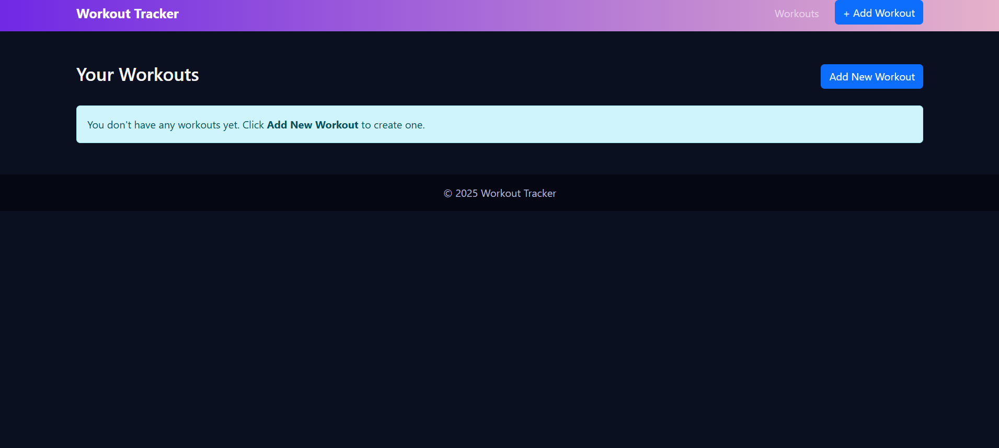 Workout Tracker
Workouts
+ Add Workout
Your Workouts
Add New Workout
You don't have any workouts yet. Click Add New Workout to create one.
© 2025 Workout Tracker